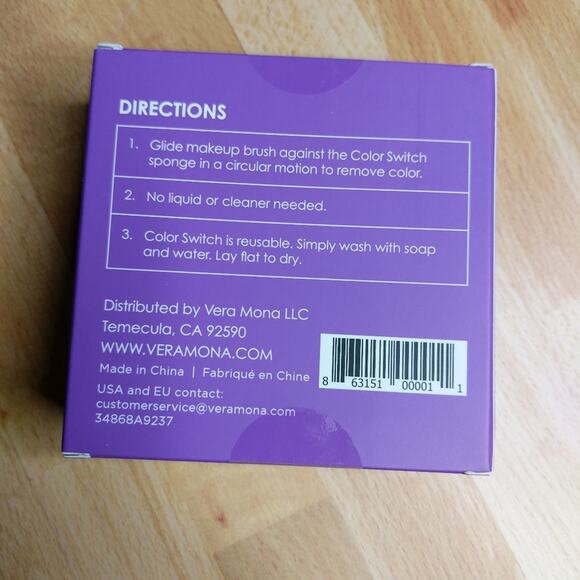 DIRECTIONS
1. Glide makeup brush against the Color Switch
sponge in a circular motion to remove color.
2. No liquid or cleaner needed.
3. Color Switch is reusable. Simply wash with soap
and water. Lay flat to dry.
Distributed by Vera Mona LLC
Temecula, CA 92590
WWW.VERAMONA.COM
Made in China | Fabriqué en Chine
USA and EU contact:
customerservice@veramona.com
34868A9237
8 63151 00001 1